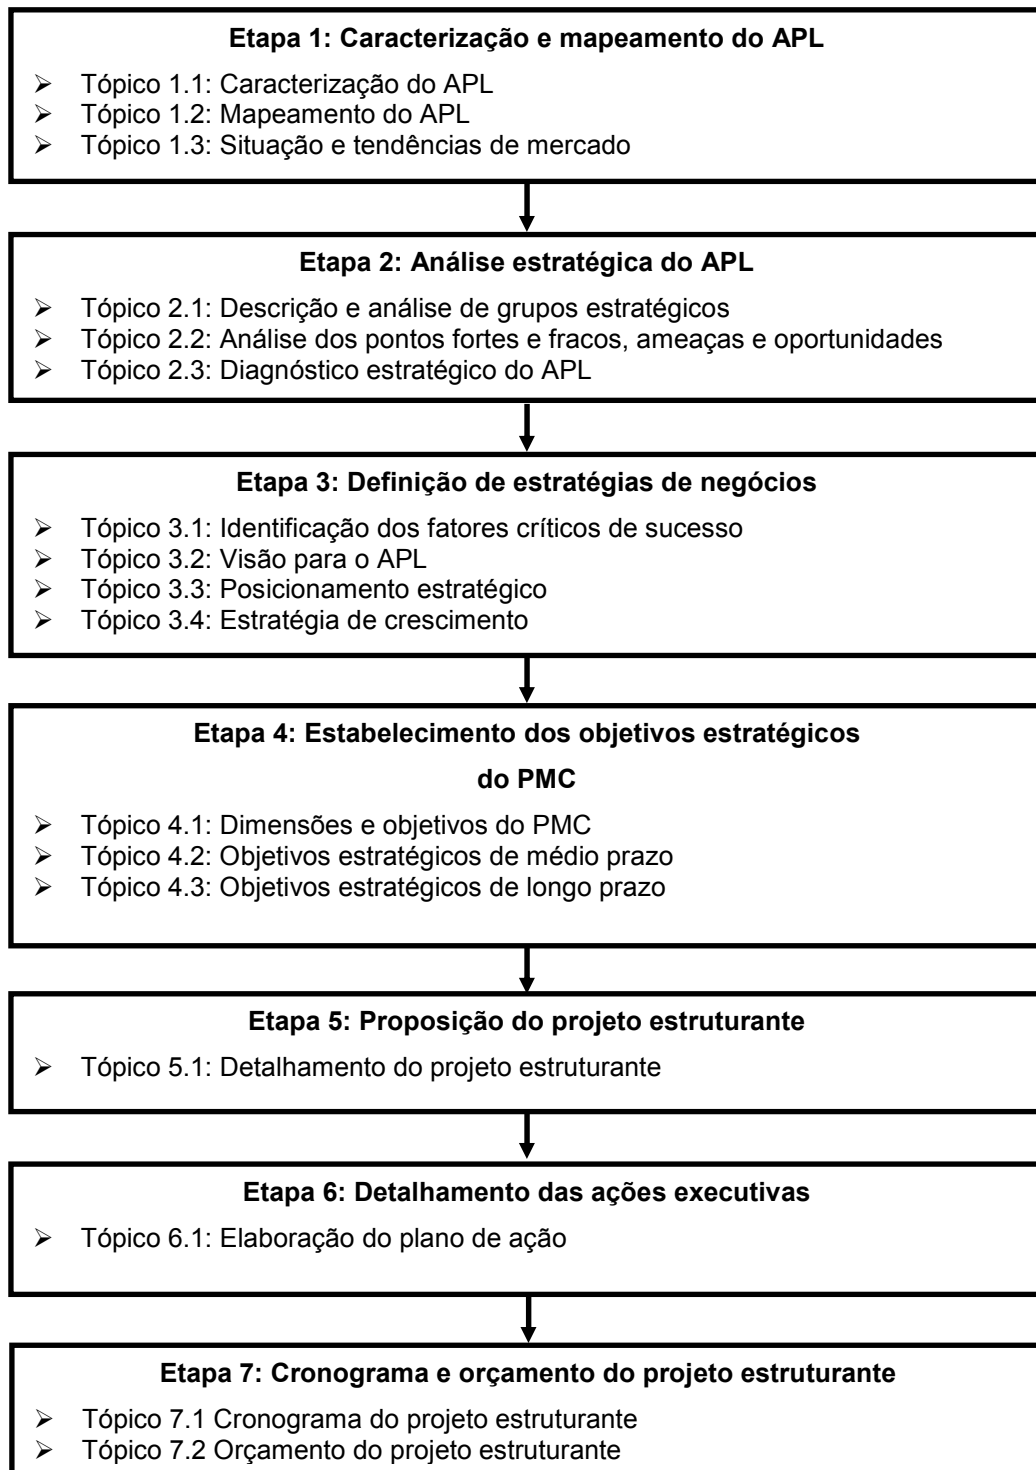 Etapa 1: Caracterização e mapeamento do APL
➢ Tópico 1.1: Caracterização do APL
➢ Tópico 1.2: Mapeamento do APL
➢ Tópico 1.3: Situação e tendências de mercado
Etapa 2: Análise estratégica do APL
➢ Tópico 2.1: Descrição e análise de grupos estratégicos
➢ Tópico 2.2: Análise dos pontos fortes e fracos, ameaças e oportunidades
➢ Tópico 2.3: Diagnóstico estratégico do APL
Etapa 3: Definição de estratégias de negócios
➢ Tópico 3.1: Identificação dos fatores críticos de sucesso
➢ Tópico 3.2: Visão para o APL
➢ Tópico 3.3: Posicionamento estratégico
➢ Tópico 3.4: Estratégia de crescimento
Etapa 4: Estabelecimento dos objetivos estratégicos
do PMC
➢ Tópico 4.1: Dimensões e objetivos do PMC
➢ Tópico 4.2: Objetivos estratégicos de médio prazo
➢ Tópico 4.3: Objetivos estratégicos de longo prazo
Etapa 5: Proposição do projeto estruturante
➢ Tópico 5.1: Detalhamento do projeto estruturante
Etapa 6: Detalhamento das ações executivas
➢ Tópico 6.1: Elaboração do plano de ação
Etapa 7: Cronograma e orçamento do projeto estruturante
➢ Tópico 7.1 Cronograma do projeto estruturante
➢ Tópico 7.2 Orçamento do projeto estruturante